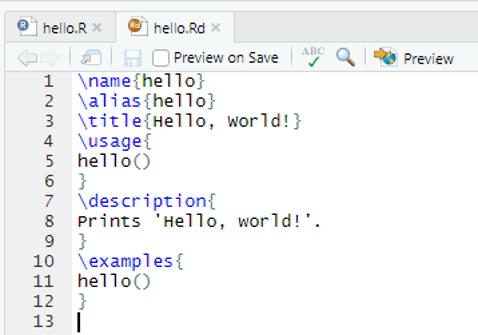 hello.R
hello.Rd
Preview on Save
ABC
Preview
1 \name{hello}
2 \alias{hello}
3 \title{Hello, world!}
4 \usage{
5 hello()
6 }
7 \description{
8 Prints 'Hello, world!'.
9 }
10 \examples{
11 hello()
12 }
13